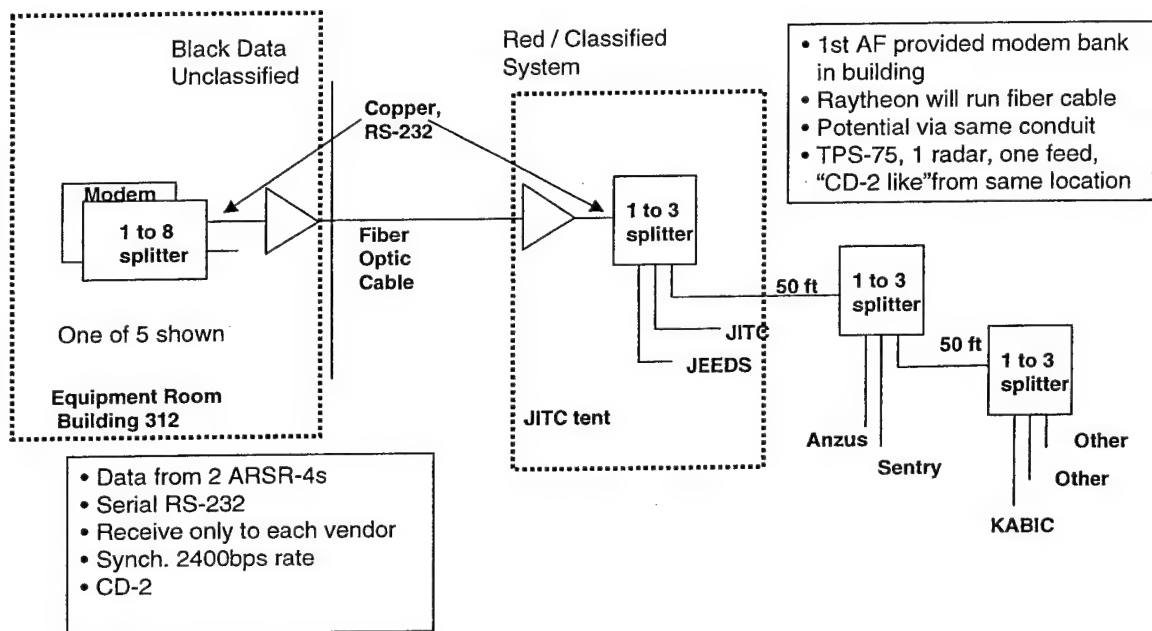 Black Data
Unclassified
Red / Classified
System
• 1st AF provided modem bank
in building
• Raytheon will run fiber cable
• Potential via same conduit
• TPS-75, 1 radar, one feed,
"CD-2 like"from same location
Copper,
RS-232
Modem
1 to 8
splitter
Fiber
Optic
Cable
1 to 3
splitter
50 ft
1 to 3
splitter
50 ft
1 to 3
splitter
JITC
JEEDS
One of 5 shown
Equipment Room
Building 312
JITC tent
Anzus
Sentry
Other
Other
KABIC
• Data from 2 ARSR-4s
• Serial RS-232
• Receive only to each vendor
• Synch. 2400bps rate
• CD-2